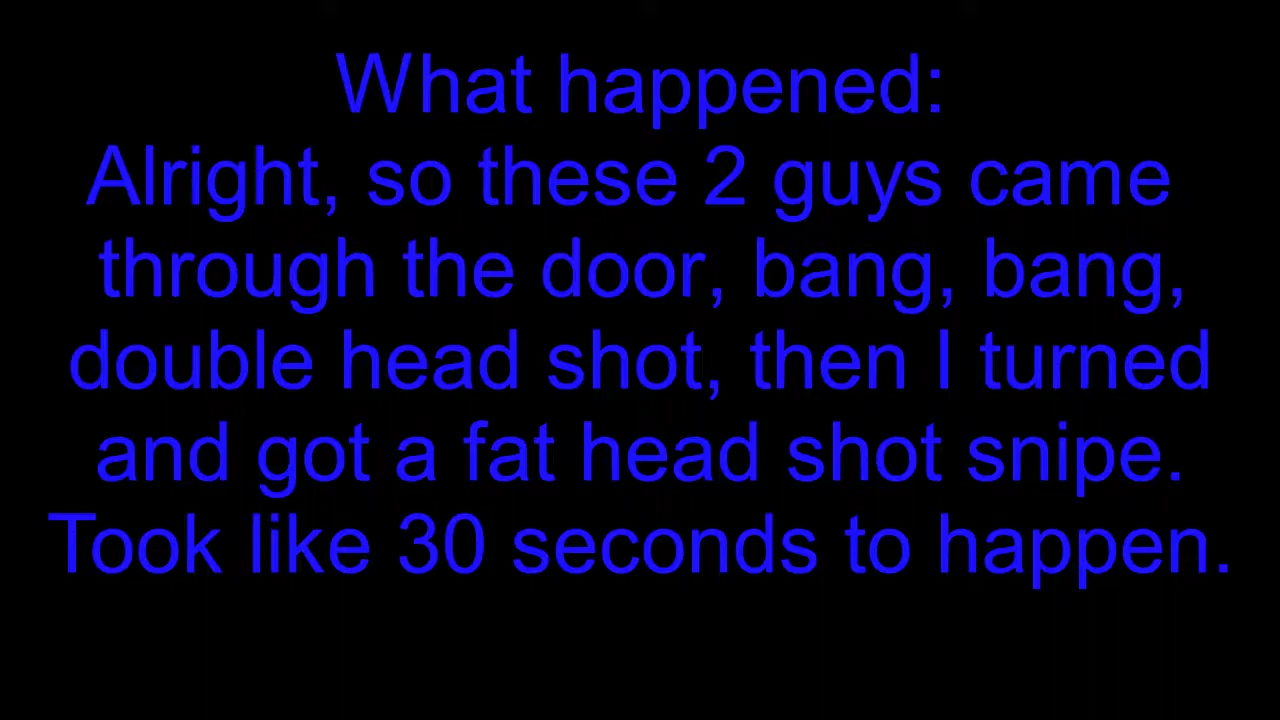 What happened:
Alright, so these 2 guys came
through the door, bang, bang,
double head shot, then I turned
and got a fat head shot snipe.
Took like 30 seconds to happen.